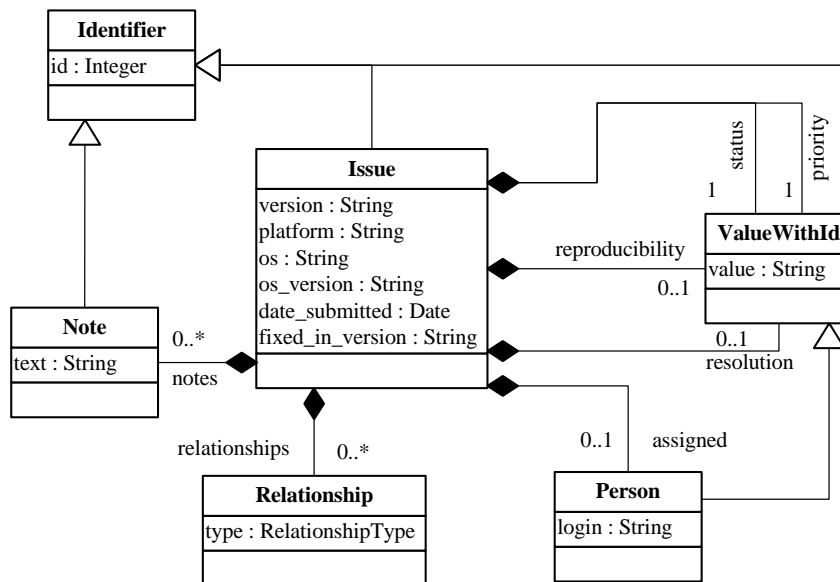 Identifier
id : Integer
Issue
version : String
platform : String
os : String
os_version : String
date_submitted : Date
fixed_in_version : String
status
priority
1
1
ValueWithId
value : String
reproducibility
0..1
0..1
resolution
Note
text : String
0..*
notes
relationships
0..*
0..1
assigned
Relationship
type : RelationshipType
Person
login : String